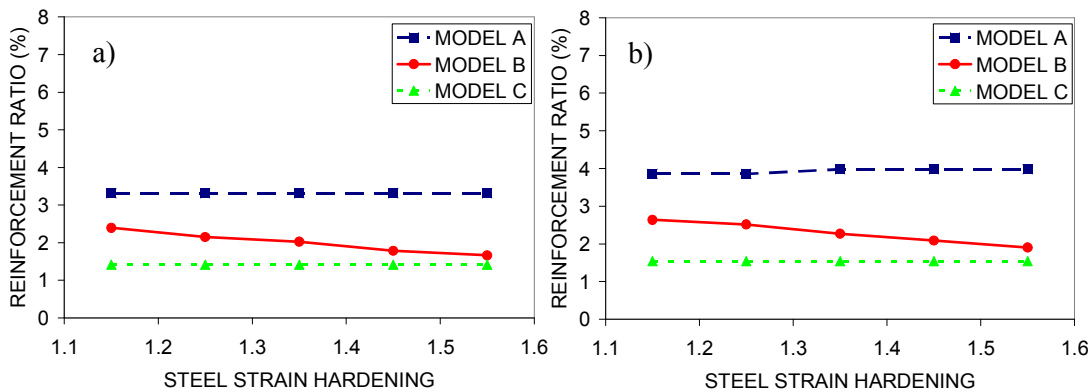 a)
REINFORCEMENT RATIO (%)
8
7
6
5
4
3
2
1
0
1.1 1.2 1.3 1.4 1.5 1.6
STEEL STRAIN HARDENING
MODEL A
MODEL B
MODEL C
b)
REINFORCEMENT RATIO (%)
8
7
6
5
4
3
2
1
0
1.1 1.2 1.3 1.4 1.5 1.6
STEEL STRAIN HARDENING
MODEL A
MODEL B
MODEL C